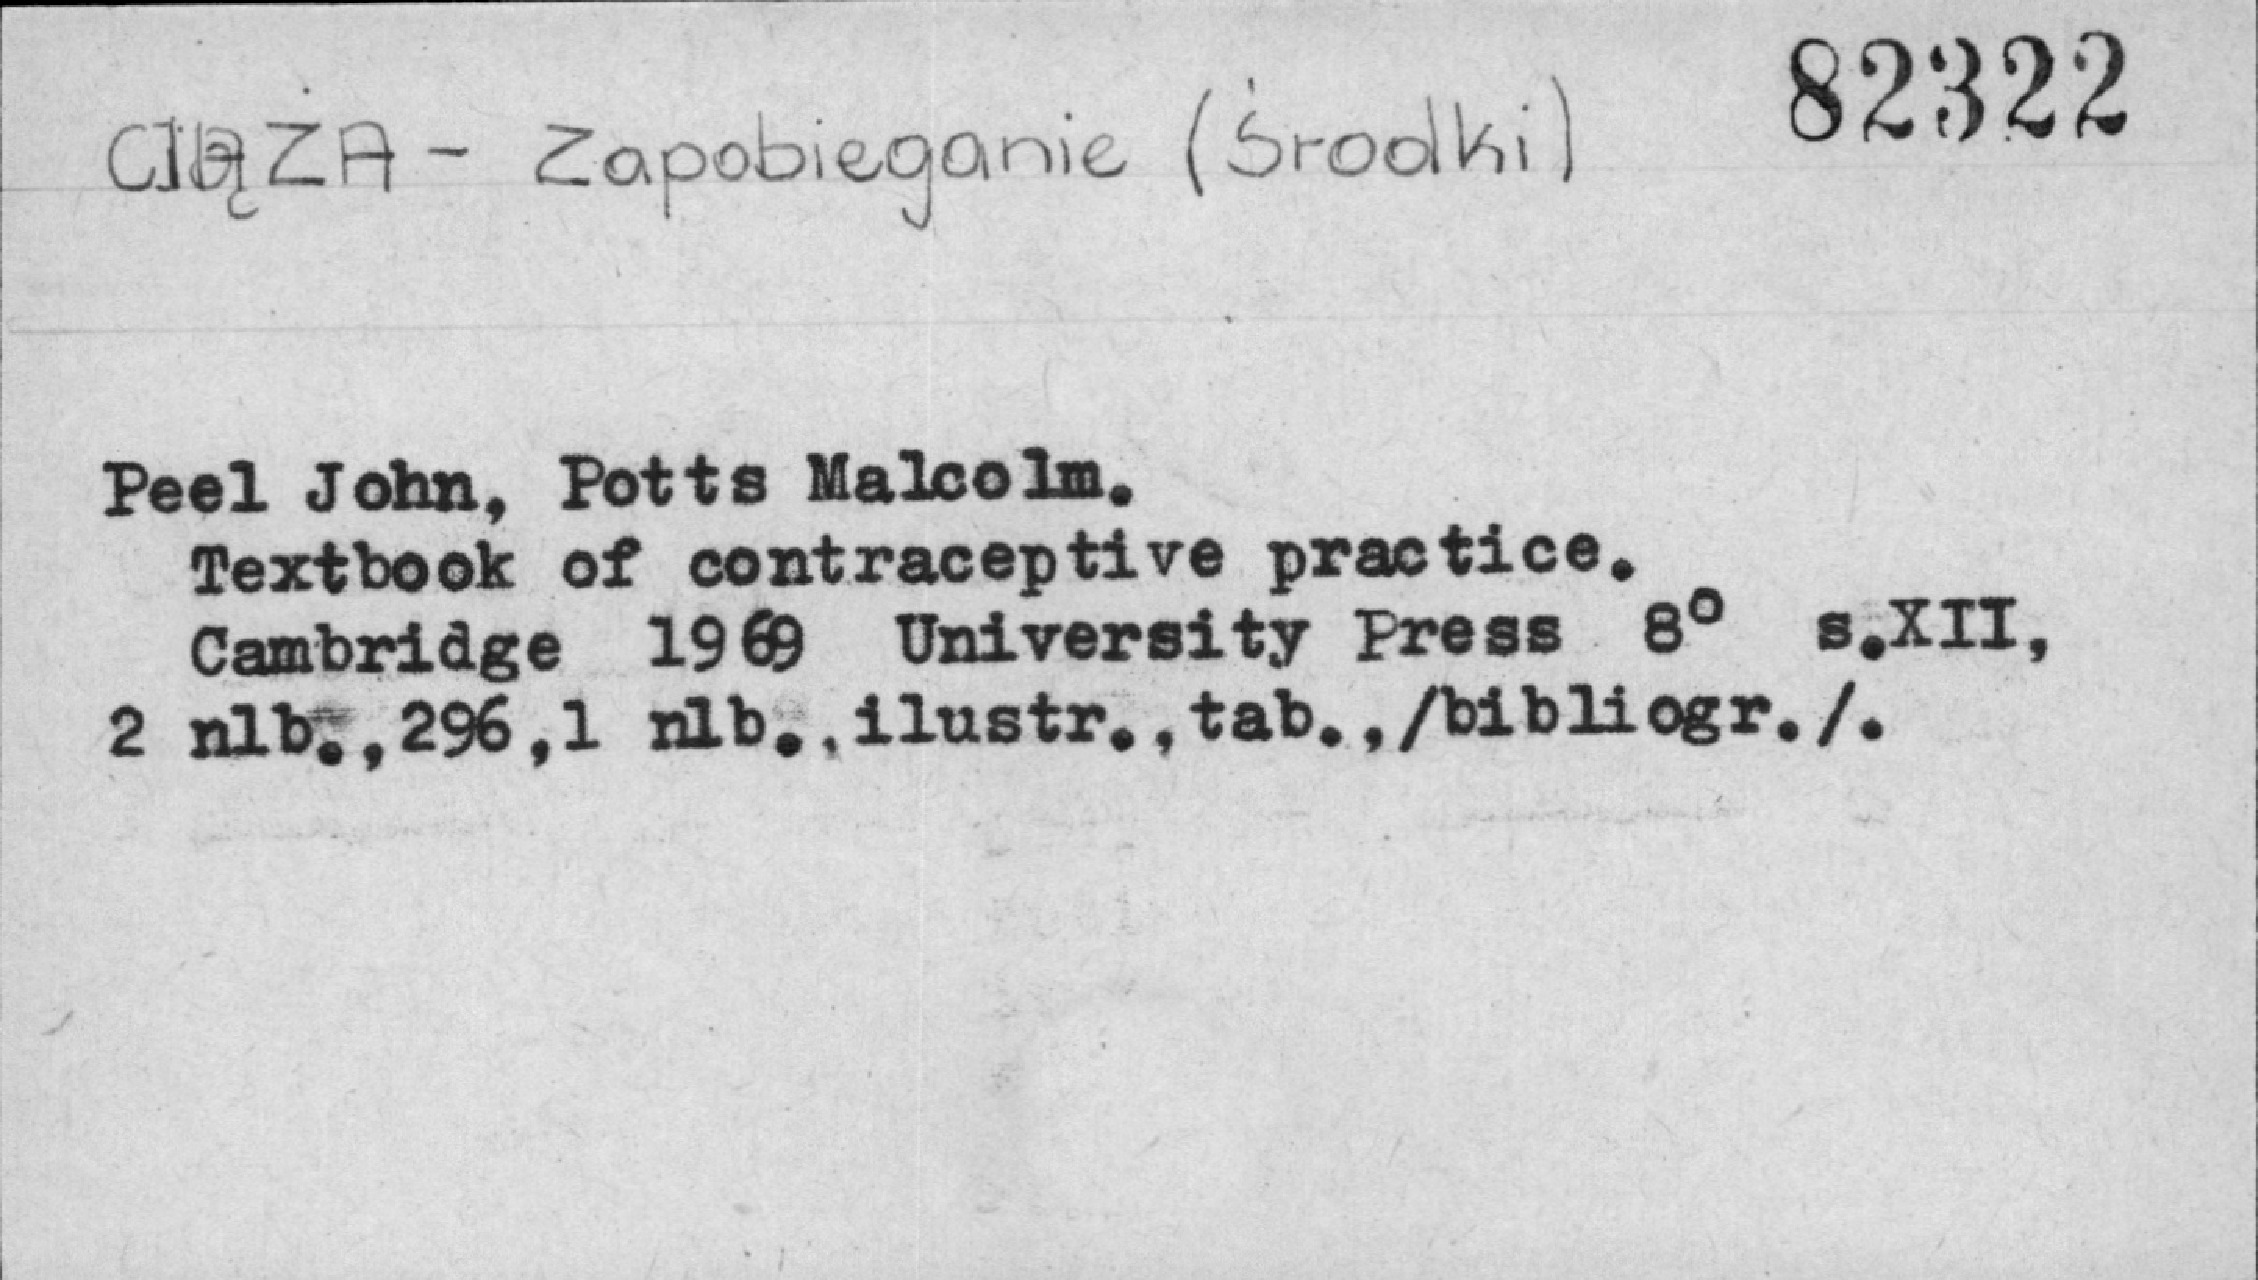 82322
CIĄŻA - Zapobieganie (Środki)
Peel John, Potts Malcolm.
Textbook of contraceptive practice.
Cambridge 1969 University Press 8° s.XII,
2 nlb.,296,1 nlb.,ilustr.,tab.,/bibliogr./.